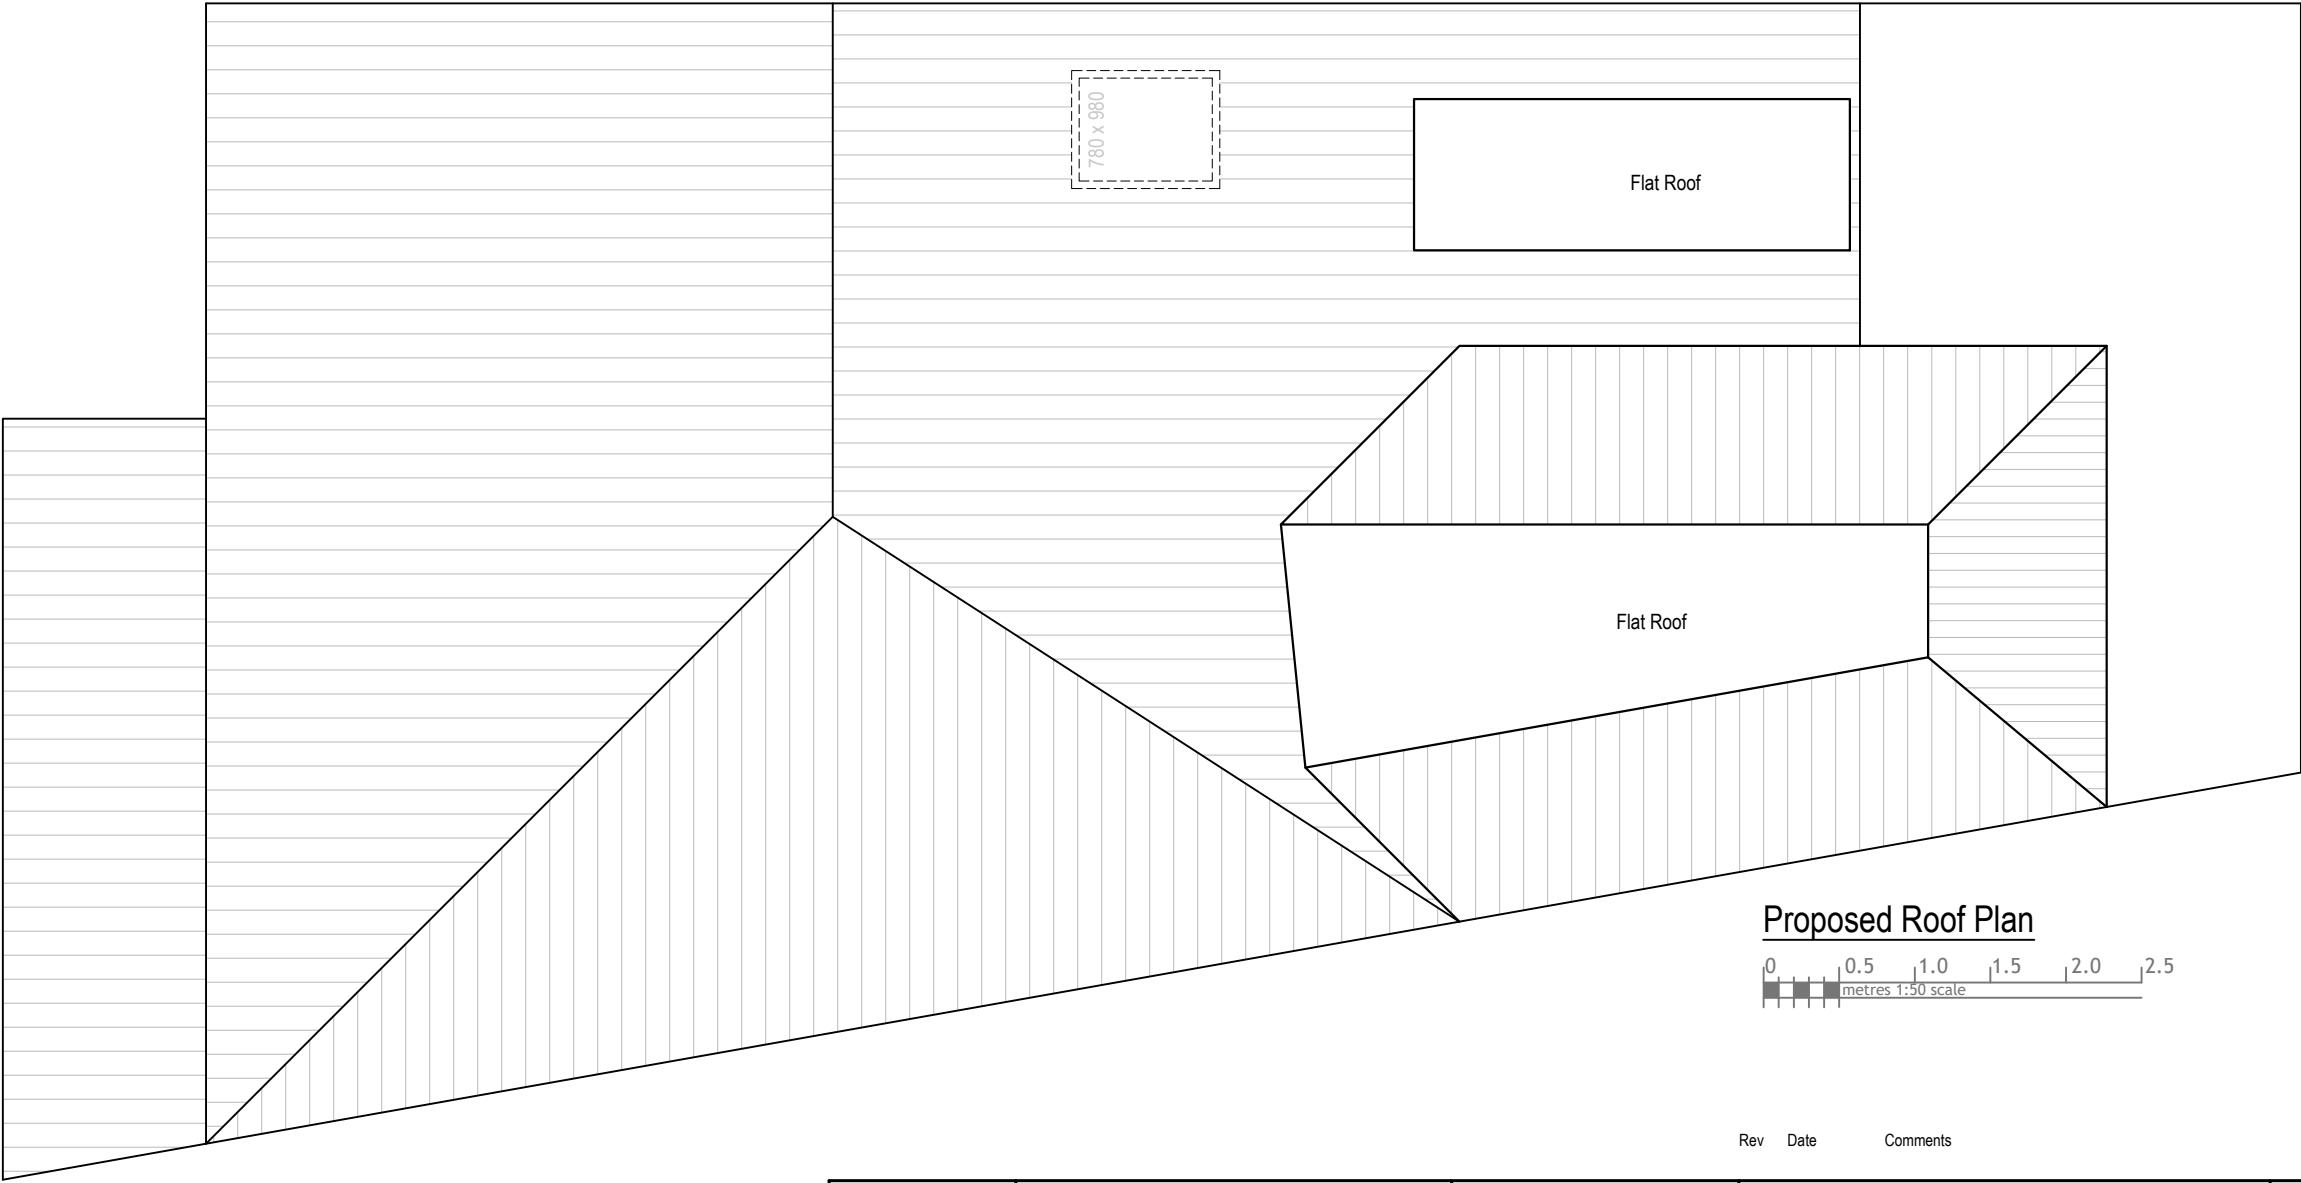 780 x 980
Flat Roof
Flat Roof
Proposed Roof Plan
0 0.5 1.0 1.5 2.0 2.5
metres 1:50 scale
Rev Date Comments